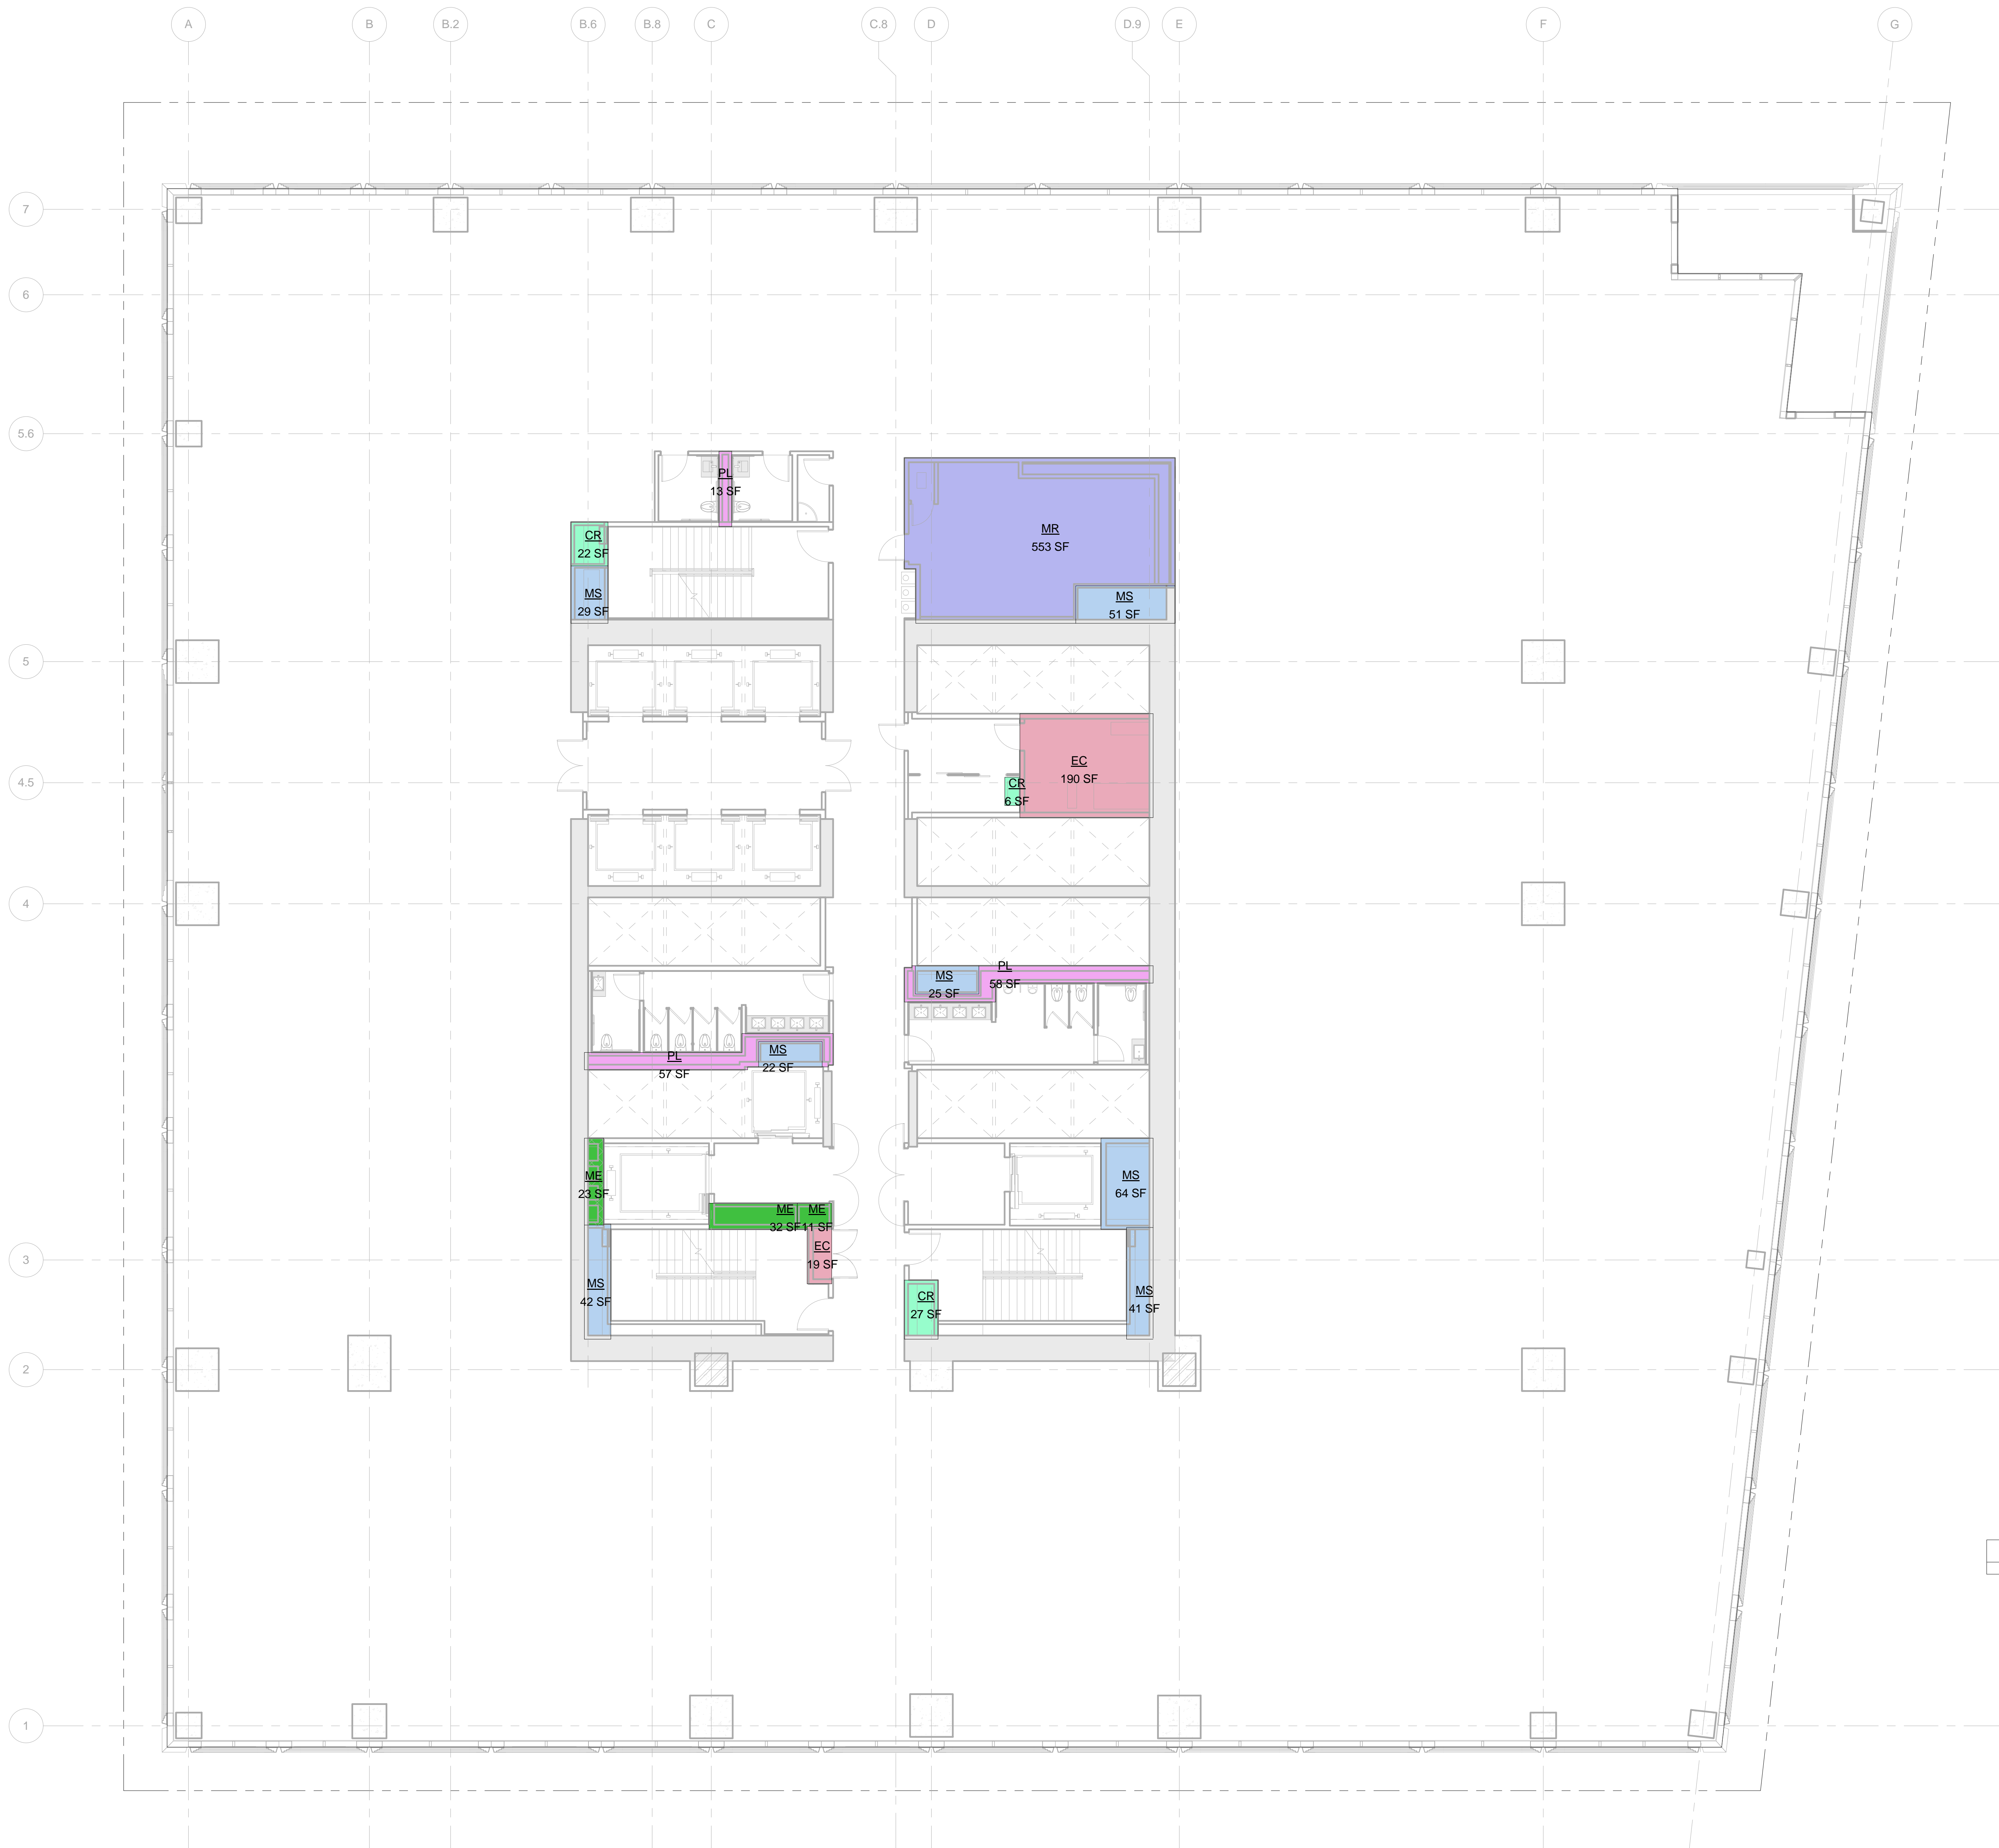 A
B
B.2
B.6
B.8
C
C.8
D
D.9
E
F
G
7
6
5.6
5
4.5
4
3
2
1
PL
13 SF
CR
22 SF
MS
29 SF
MR
553 SF
MS
51 SF
EC
190 SF
CR
6 SF
MS
25 SF
PL
58 SF
PL
57 SF
MS
22 SF
ME
23 SF
ME
32 SF
ME
11 SF
EC
19 SF
MS
42 SF
MS
64 SF
CR
27 SF
MS
41 SF